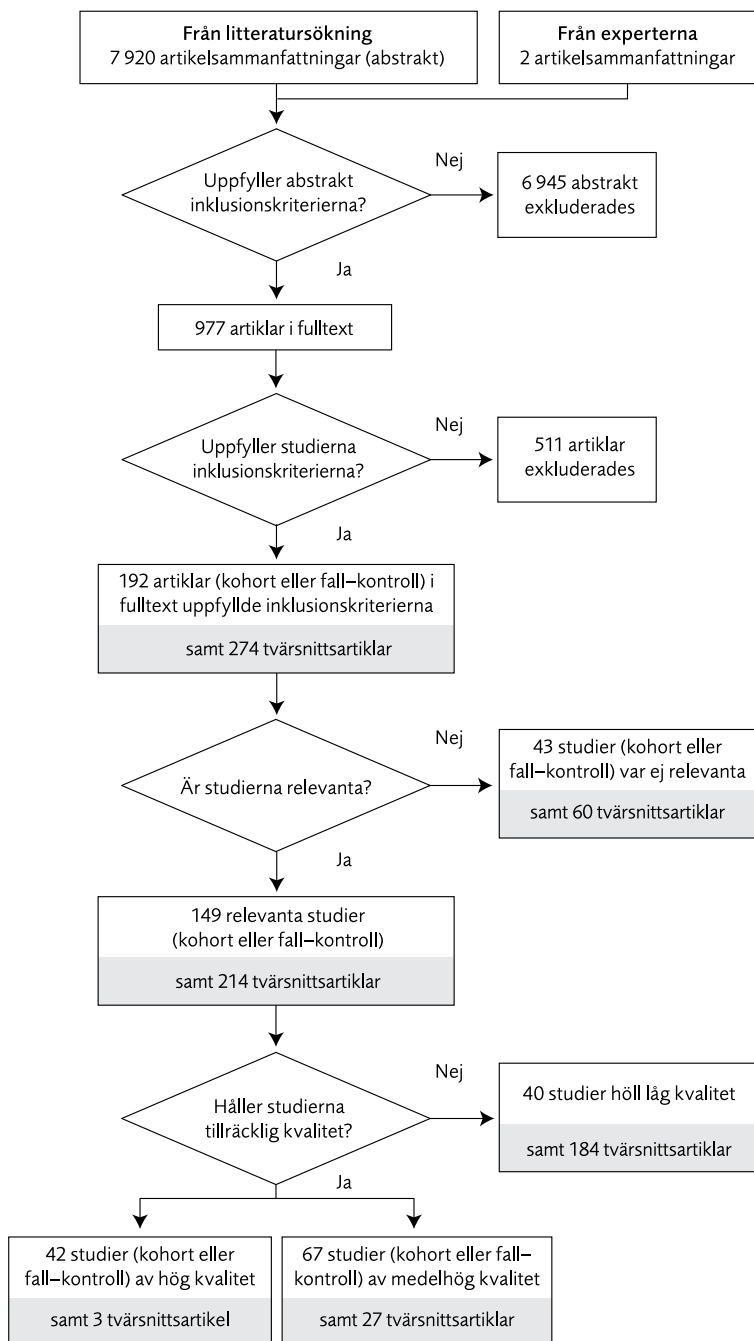 Från litteratursökning
7 920 artikelsammanfattningar (abstrakt)
Från experterna
2 artikelsammanfattningar
Uppfyller abstrakt
inklusionskriterierna?
Nej
6 945 abstrakt
exkluderades
Ja
977 artiklar i fulltext
Uppfyller studierna
inklusionskriterierna?
Nej
511 artiklar
exkluderades
Ja
192 artiklar (kohort eller fall–kontroll) i
fulltext uppfyllde inklusionskriterierna
samt 274 tvärsnittsartiklar
Är studierna relevanta?
Nej
43 studier (kohort eller
fall–kontroll) var ej relevanta
samt 60 tvärsnittsartiklar
Ja
149 relevanta studier
(kohort eller fall–kontroll)
samt 214 tvärsnittsartiklar
Håller studierna
tillräcklig kvalitet?
Nej
40 studier höll låg kvalitet
samt 184 tvärsnittsartiklar
Ja
42 studier (kohort eller
fall–kontroll) av hög kvalitet
samt 3 tvärsnittsartikel
67 studier (kohort eller fall–
kontroll) av medelhög kvalitet
samt 27 tvärsnittsartiklar